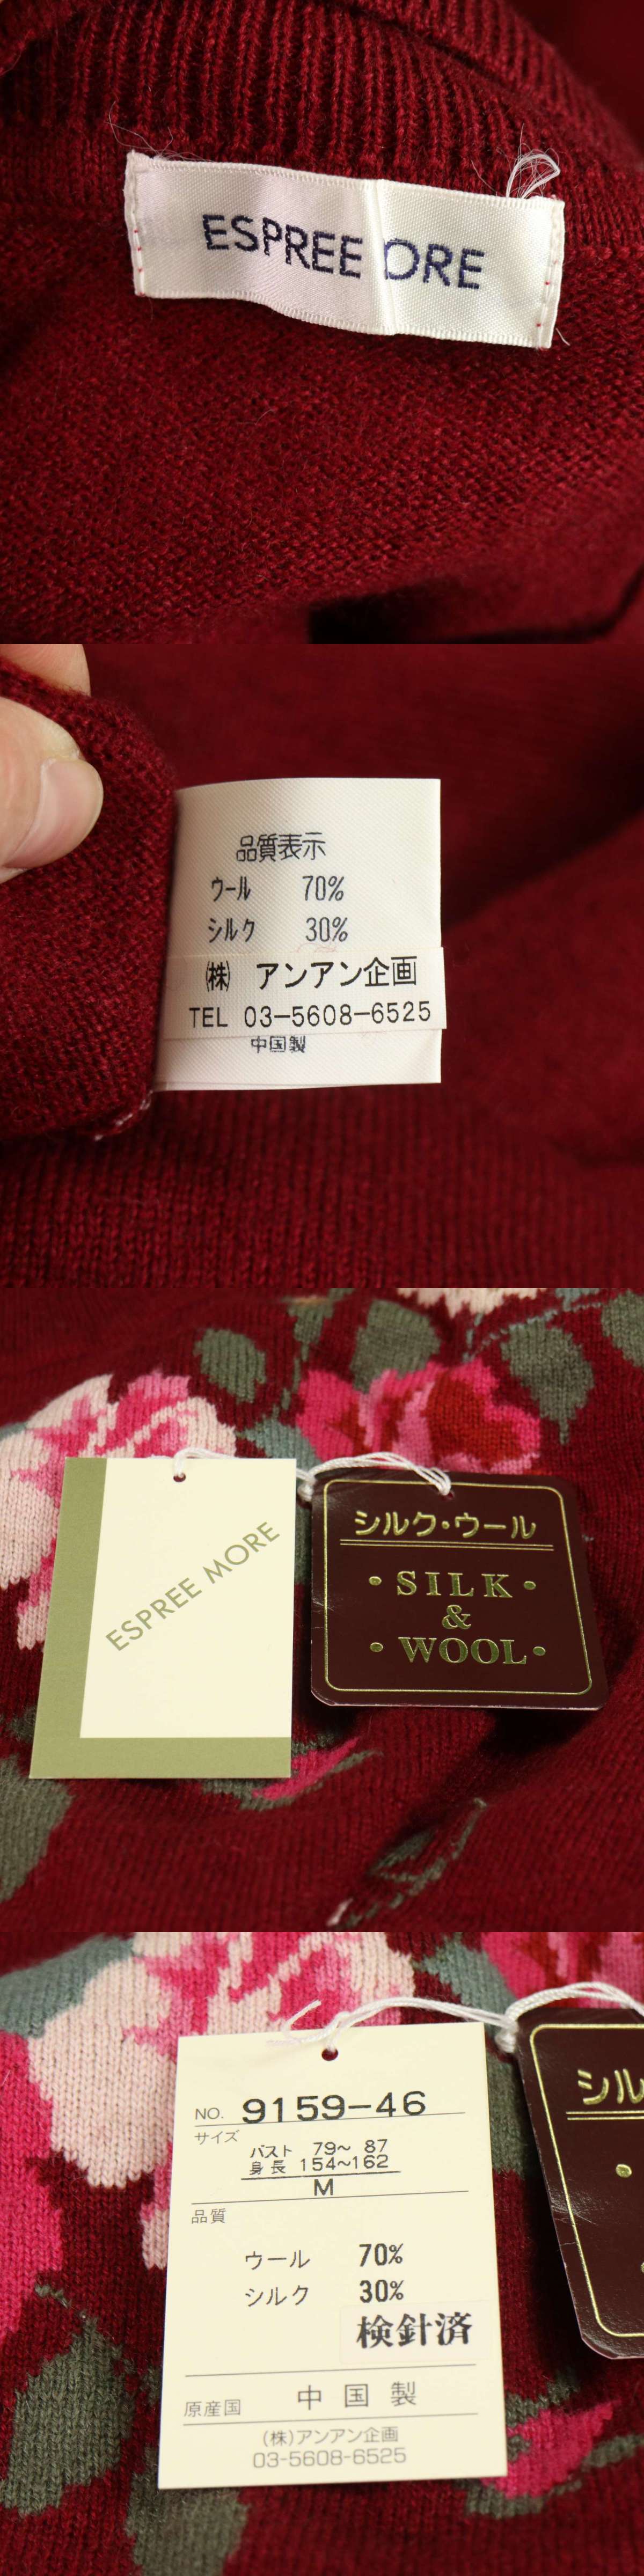 ESPREE ORE
品質表示
ウール 70%
シルク 30%
㈱ アンアン企画
TEL 03-5608-6525
中国製
ESPREE MORE
シルク・ウール
・SILK・
&
・WOOL・
NO. 9159-46
サイズ
バスト 79~ 87
身長 154~162
M
品質
ウール 70%
シルク 30%
検針済
原産国 中国製
(株)アンアン企画
03-5608-6525
シル